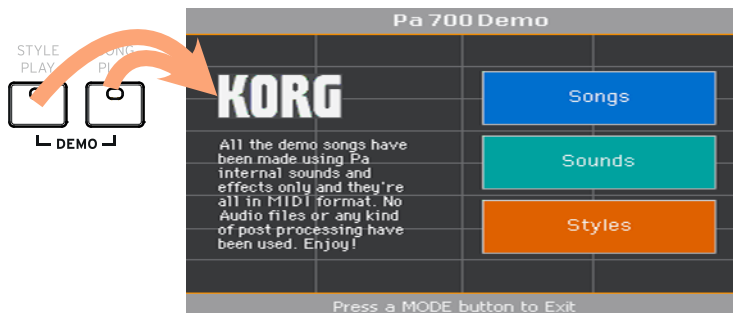 STYLE
PLAY
DEMO
Pa 700 Demo
KORG
All the demo songs have
been made using Pa
internal sounds and
effects only and they're
all in MIDI format. No
Audio files or any kind
of post processing have
been used. Enjoy!
Songs
Sounds
Styles
Press a MODE button to Exit